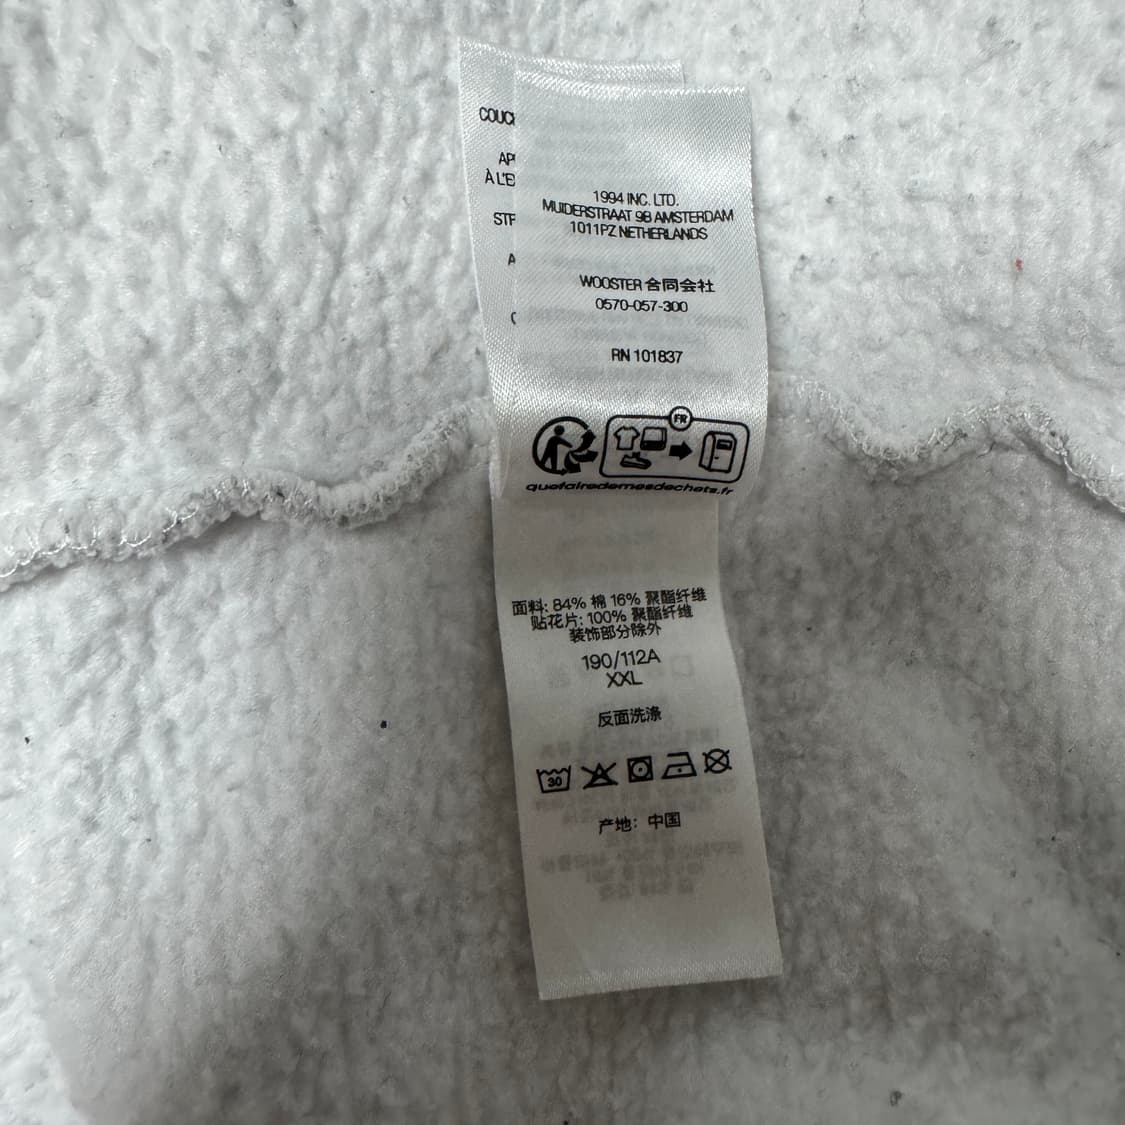 COUC
AP
À L'E
STR
A
1994 INC. LTD.
MUIDERSTRAAT 98 AMSTERDAM
1011PZ NETHERLANDS
WOOSTER 合同会社
0570-057-300
RN 101837
FR
quefairedemesdechets.fr
面料: 84% 棉 16% 聚酯纤维
贴花片: 100% 聚酯纤维
装饰部分除外
190/112A
XXL
反面洗涤
30
产地: 中国